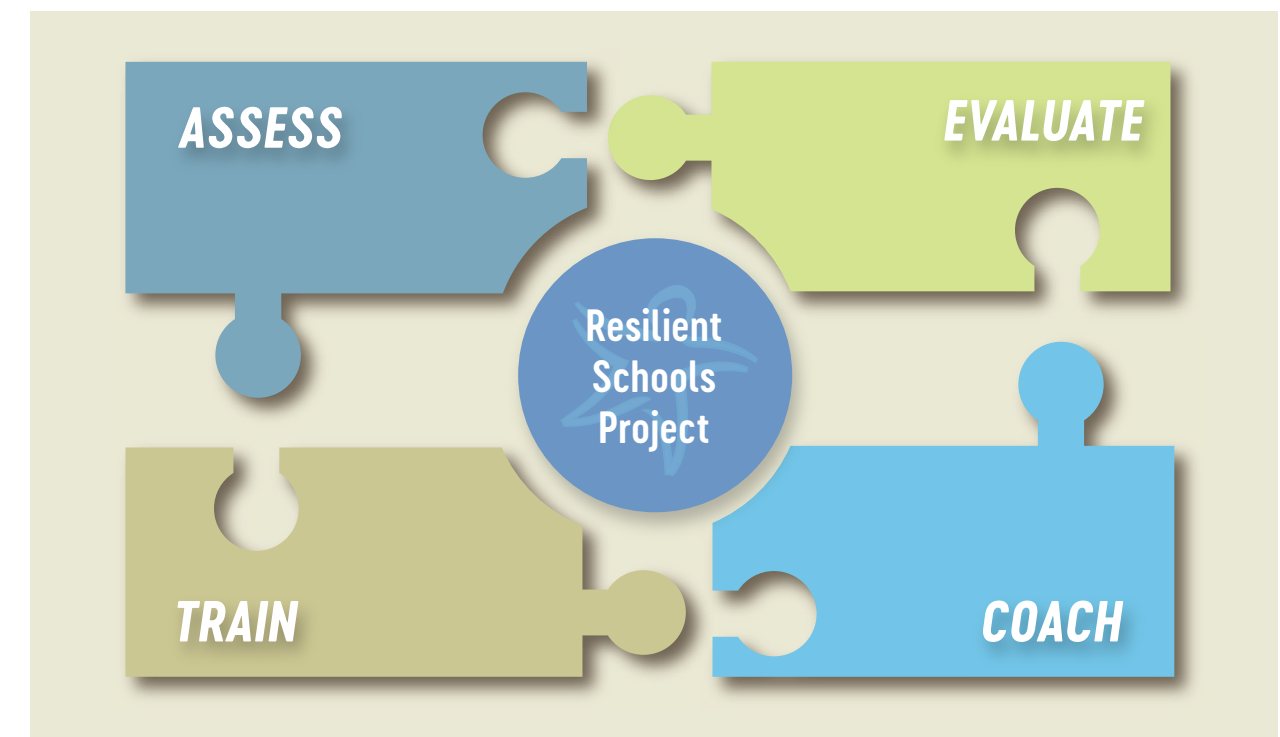 ASSESS
EVALUATE
Resilient
Schools
Project
TRAIN
COACH